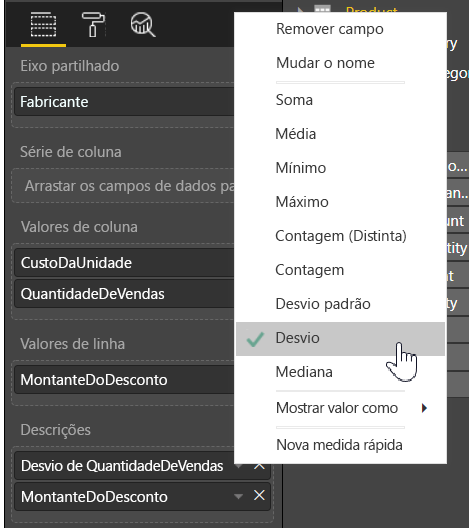 Eixo partilhado
Fabricante
Série de coluna
Arrastar os campos de dados pa
Valores de coluna
CustoDaUnidade
QuantidadeDeVendas
Valores de linha
MontanteDoDesconto
Descrições
Desvio de QuantidadeDeVendas
MontanteDoDesconto
Remover campo
Mudar o nome
Soma
Média
Mínimo
Máximo
Contagem (Distinta)
Contagem
Desvio padrão
Desvio
Mediana
Mostrar valor como
Nova medida rápida
Product
ry
egor
o...
an...
unt
tity
t
ty